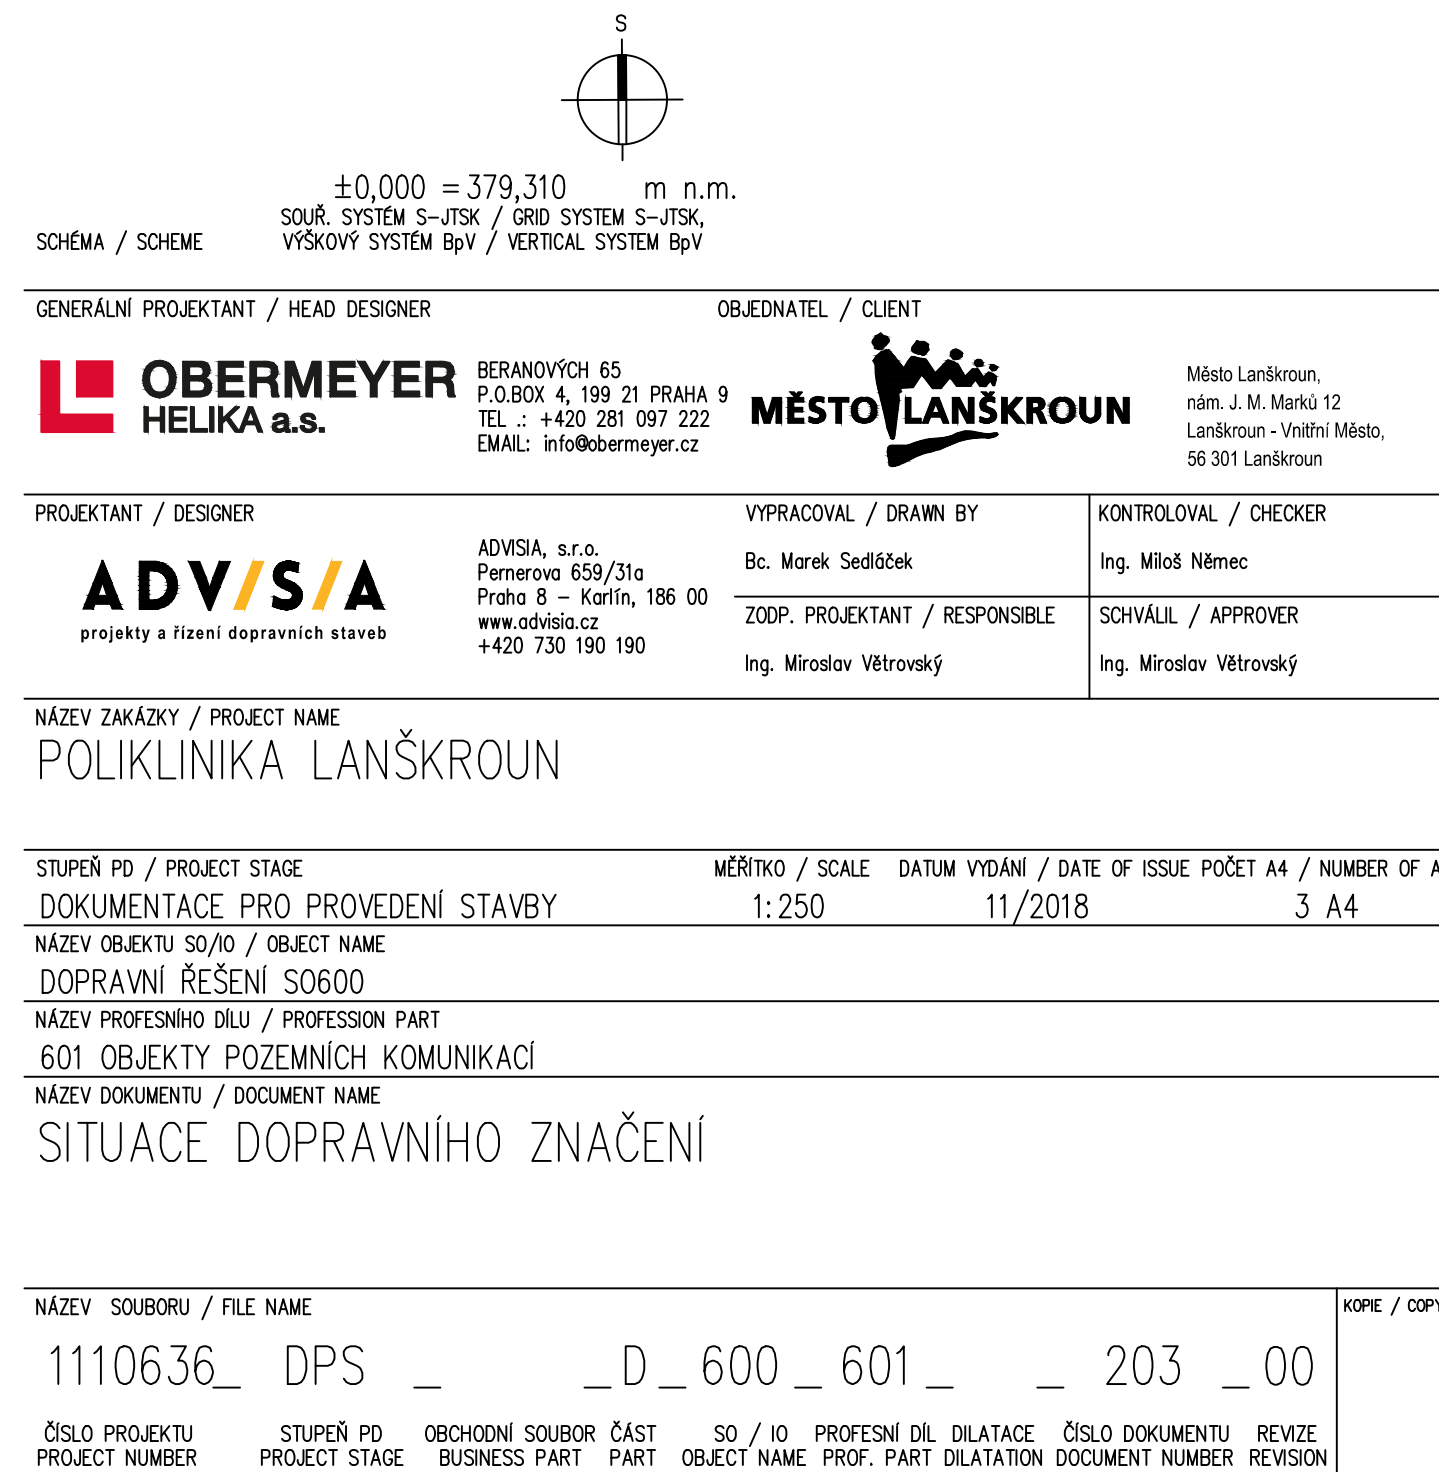 S
±0,000 =379,310 m n.m.
SOUŘ. SYSTÉM S-JTSK / GRID SYSTEM S-JTSK,
SCHÉMA / SCHEME VÝŠKOVÝ SYSTÉM BpV / VERTICAL SYSTEM BpV
GENERÁLNÍ PROJEKTANT / HEAD DESIGNER
OBERMEYER
HELIKA a.s.
BERANOVÝCH 65
P.O.BOX 4, 199 21 PRAHA 9
TEL .: +420 281 097 222
EMAIL: info@obermeyer.cz
OBJEDNATEL / CLIENT
MĚSTO LANŠKROUN
Město Lanškroun,
nám. J. M. Marků 12
Lanškroun - Vnitřní Město,
56 301 Lanškroun
PROJEKTANT / DESIGNER
ADVISIA
projekty a řízení dopravních staveb
ADVISIA, s.r.o.
Pernerova 659/31a
Praha 8 - Karlín, 186 00
www.advisia.cz
+420 730 190 190
VYPRACOVAL / DRAWN BY
Bc. Marek Sedláček
KONTROLOVAL / CHECKER
Ing. Miloš Němec
ZODP. PROJEKTANT / RESPONSIBLE
Ing. Miroslav Větrovský
SCHVÁLIL / APPROVER
Ing. Miroslav Větrovský
NÁZEV ZAKÁZKY / PROJECT NAME
POLIKLINIKA LANŠKROUN
STUPEŇ PD / PROJECT STAGE MĚŘÍTKO / SCALE DATUM VYDÁNÍ / DATE OF ISSUE POČET A4 / NUMBER OF A
DOKUMENTACE PRO PROVEDENÍ STAVBY 1:250 11/2018 3 A4
NÁZEV OBJEKTU SO/IO / OBJECT NAME
DOPRAVNÍ ŘEŠENÍ SO600
NÁZEV PROFESNÍHO DÍLU / PROFESSION PART
601 OBJEKTY POZEMNÍCH KOMUNIKACÍ
NÁZEV DOKUMENTU / DOCUMENT NAME
SITUACE DOPRAVNÍHO ZNAČENÍ
NÁZEV SOUBORU / FILE NAME KOPIE / COPY
1110636_ DPS _ _ D _ 600 _ 601 _ _ 203 _ 00
ČÍSLO PROJEKTU STUPEŇ PD OBCHODNÍ SOUBOR ČÁST SO / IO PROFESNÍ DÍL DILATACE ČÍSLO DOKUMENTU REVIZE
PROJECT NUMBER PROJECT STAGE BUSINESS PART PART OBJECT NAME PROF. PART DILATATION DOCUMENT NUMBER REVISION